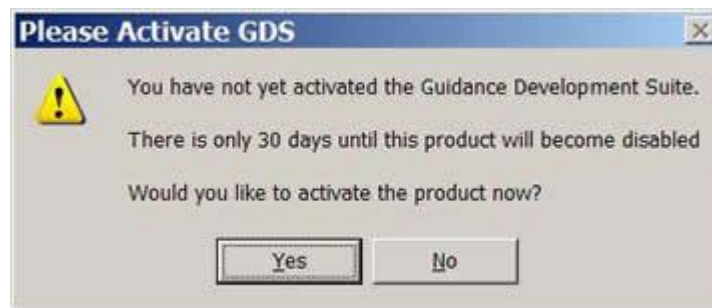 Please Activate GDS
You have not yet activated the Guidance Development Suite.
There is only 30 days until this product will become disabled
Would you like to activate the product now?
Yes
No